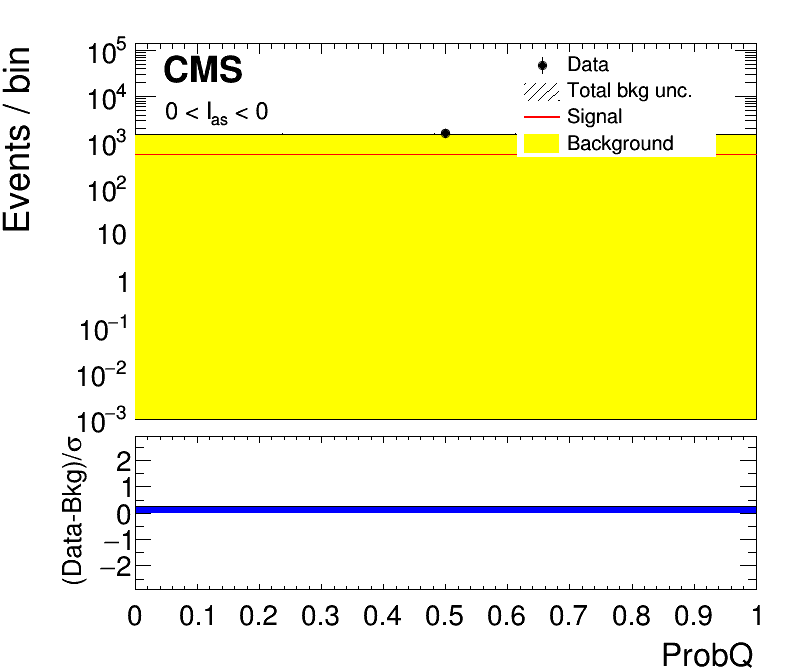 Events / bin
10^5
10^4
10^3
10^2
10
1
10^−1
10^−2
10^−3
CMS
0 < I_as < 0
Data
Total bkg unc.
Signal
Background
(Data-Bkg)/σ
2
1
0
−1
−2
0 0.1 0.2 0.3 0.4 0.5 0.6 0.7 0.8 0.9 1
ProbQ